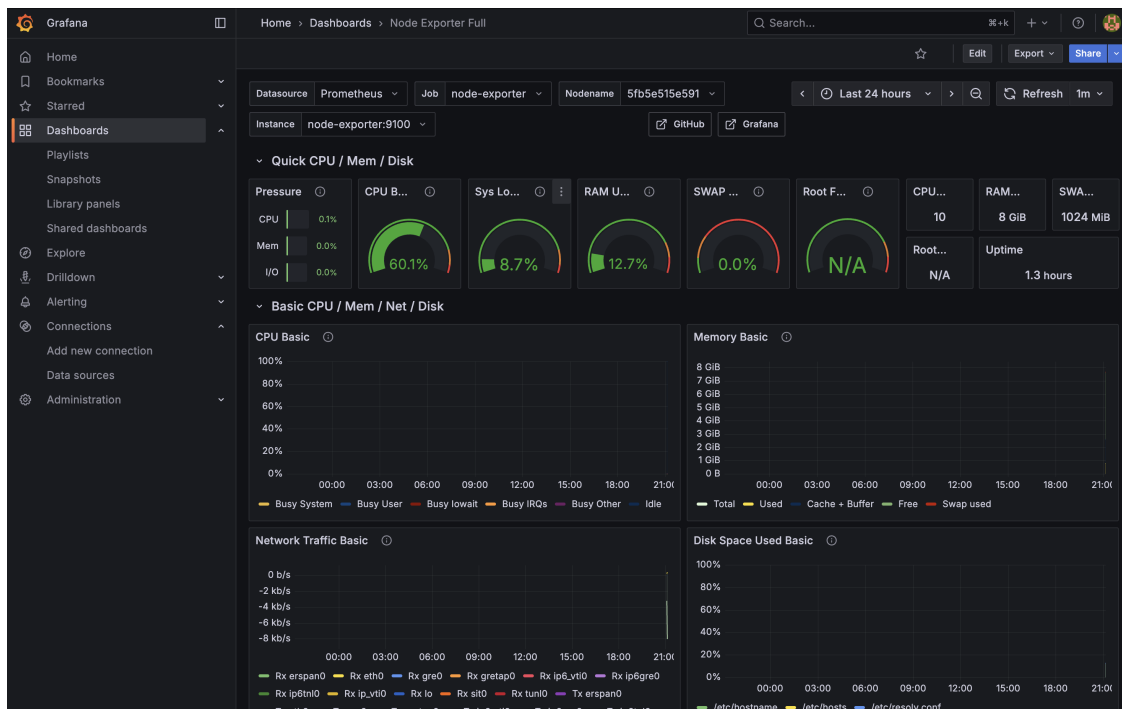 Grafana
Home › Dashboards › Node Exporter Full
Search...
⌘+k
Home
Bookmarks
Starred
Dashboards
Playlists
Snapshots
Library panels
Shared dashboards
Explore
Drilldown
Alerting
Connections
Add new connection
Data sources
Administration
Edit
Export
Share
Datasource Prometheus
Job node-exporter
Nodename 5fb5e515e591
Last 24 hours
Refresh 1m
Instance node-exporter:9100
GitHub
Grafana
Quick CPU / Mem / Disk
Pressure
CPU 0.1%
Mem 0.0%
I/O 0.0%
CPU B...
60.1%
Sys Lo...
8.7%
RAM U...
12.7%
SWAP ...
0.0%
Root F...
N/A
CPU...
10
RAM...
8 GiB
SWA...
1024 MiB
Root...
N/A
Uptime
1.3 hours
Basic CPU / Mem / Net / Disk
CPU Basic
100%
80%
60%
40%
20%
0%
00:00 03:00 06:00 09:00 12:00 15:00 18:00 21:00
Busy System Busy User Busy Iowait Busy IRQs Busy Other Idle
Memory Basic
8 GiB
7 GiB
6 GiB
5 GiB
4 GiB
3 GiB
2 GiB
1 GiB
0 B
00:00 03:00 06:00 09:00 12:00 15:00 18:00 21:00
Total Used Cache + Buffer Free Swap used
Network Traffic Basic
0 b/s
-2 kb/s
-4 kb/s
-6 kb/s
-8 kb/s
00:00 03:00 06:00 09:00 12:00 15:00 18:00 21:00
Rx erspan0 Rx eth0 Rx gre0 Rx gretap0 Rx ip6_vti0 Rx ip6gre0
Rx ip6tnl0 Rx ip_vti0 Rx lo Rx sit0 Rx tunl0 Tx erspan0
Disk Space Used Basic
100%
80%
60%
40%
20%
0%
00:00 03:00 06:00 09:00 12:00 15:00 18:00 21:00
/etc/hostname /etc/hosts /etc/resolv.conf